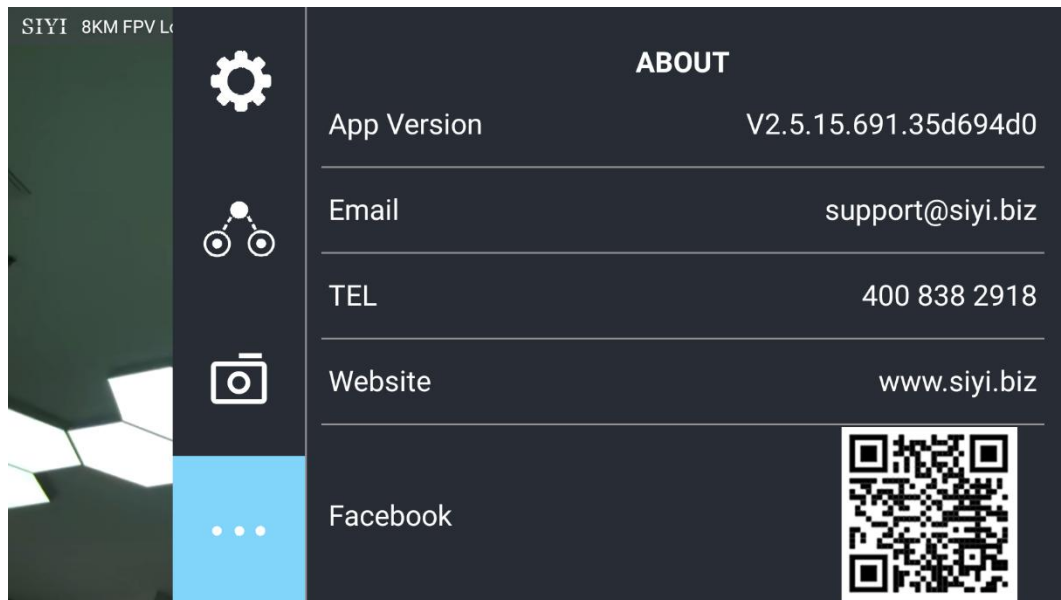 SIYI 8KM FPV Lo
ABOUT
App Version V2.5.15.691.35d694d0
Email support@siyi.biz
TEL 400 838 2918
Website www.siyi.biz
Facebook